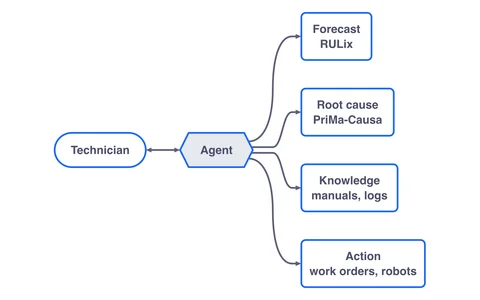 Technician
Agent
Forecast
RULix
Root cause
PriMa-Causa
Knowledge
manuals, logs
Action
work orders, robots